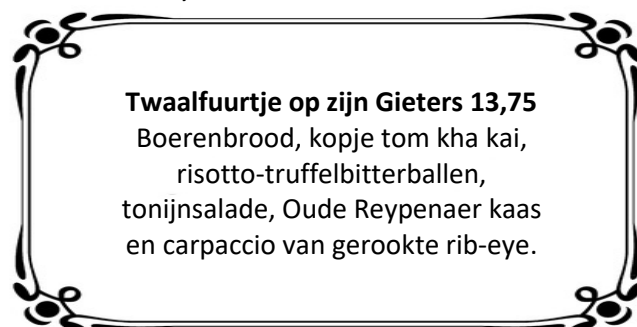 Twaalfuurtje op zijn Gieters 13,75
Boerenbrood, kopje tom kha kai,
risotto-truffelbitterballen,
tonijnsalade, Oude Reypenaer kaas
en carpaccio van gerookte rib-eye.